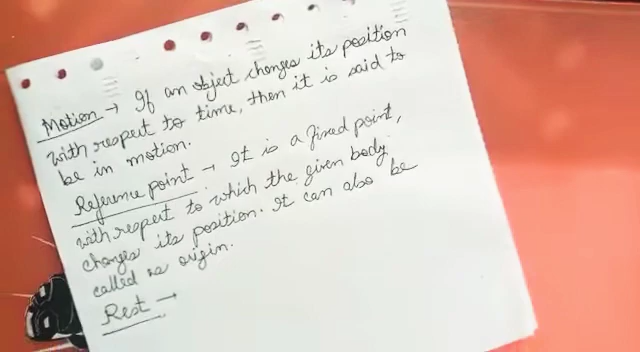 Motion → If an object changes its position
with respect to time, then it is said to
be in motion.
Reference point → It is a fixed point,
with respect to which the given body
changes its position. It can also be
called as origin.
Rest →